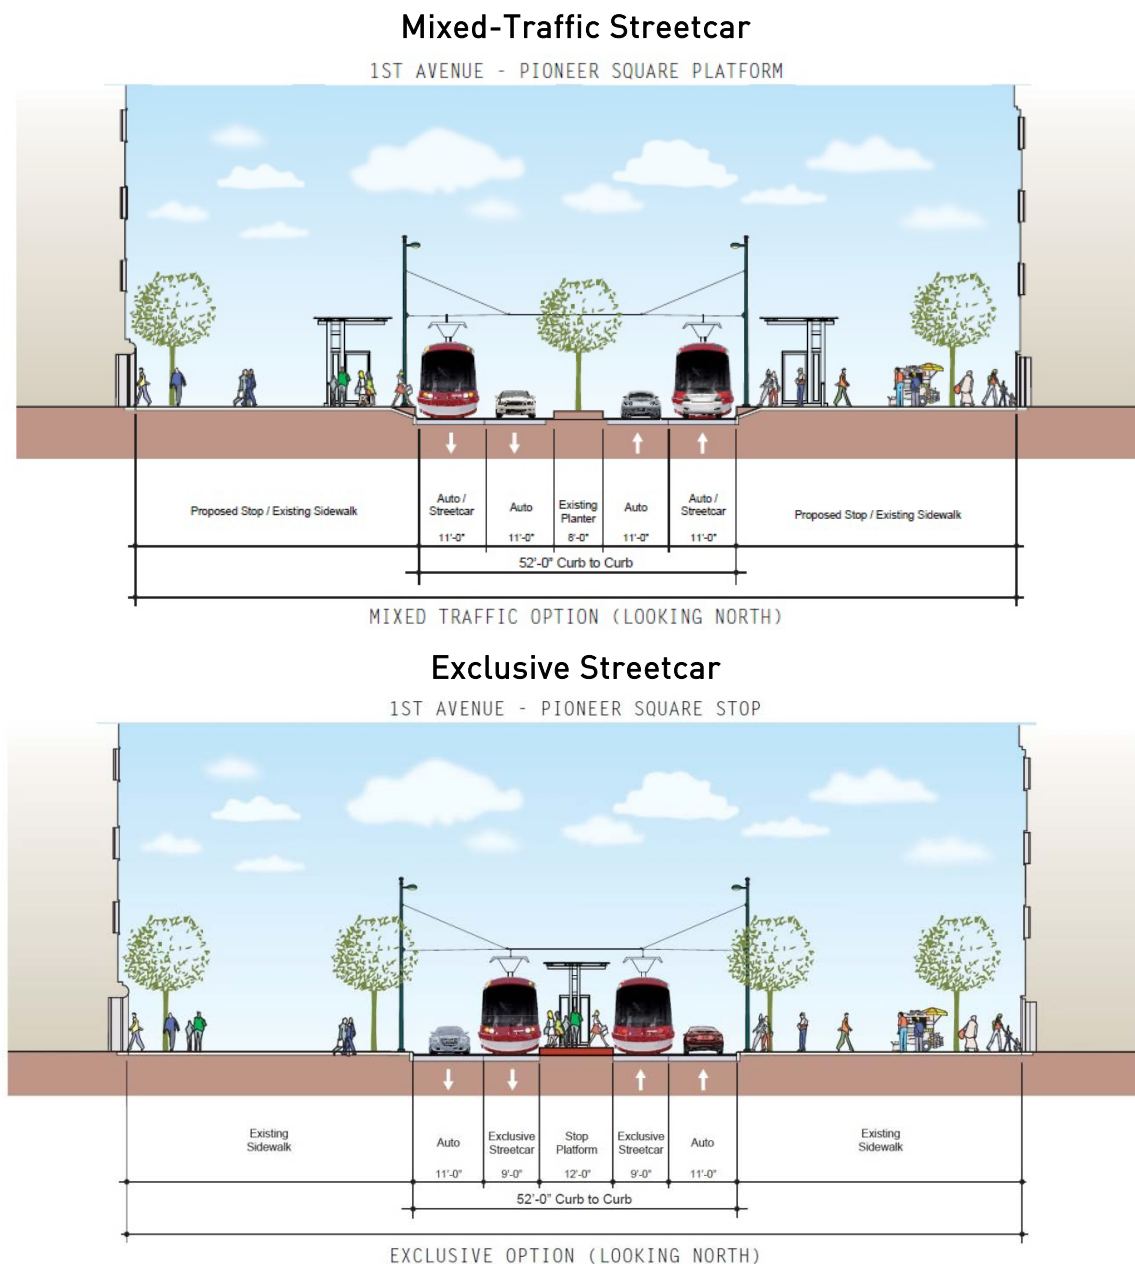 Mixed-Traffic Streetcar
1ST AVENUE - PIONEER SQUARE PLATFORM
Proposed Stop / Existing Sidewalk
Auto /
Streetcar
11'-0"
Auto
11'-0"
Existing
Planter
8'-0"
Auto
11'-0"
Auto /
Streetcar
11'-0"
Proposed Stop / Existing Sidewalk
52'-0" Curb to Curb
MIXED TRAFFIC OPTION (LOOKING NORTH)
Exclusive Streetcar
1ST AVENUE - PIONEER SQUARE STOP
Existing
Sidewalk
Auto
11'-0"
Exclusive
Streetcar
9'-0"
Stop
Platform
12'-0"
Exclusive
Streetcar
9'-0"
Auto
11'-0"
Existing
Sidewalk
52'-0" Curb to Curb
EXCLUSIVE OPTION (LOOKING NORTH)